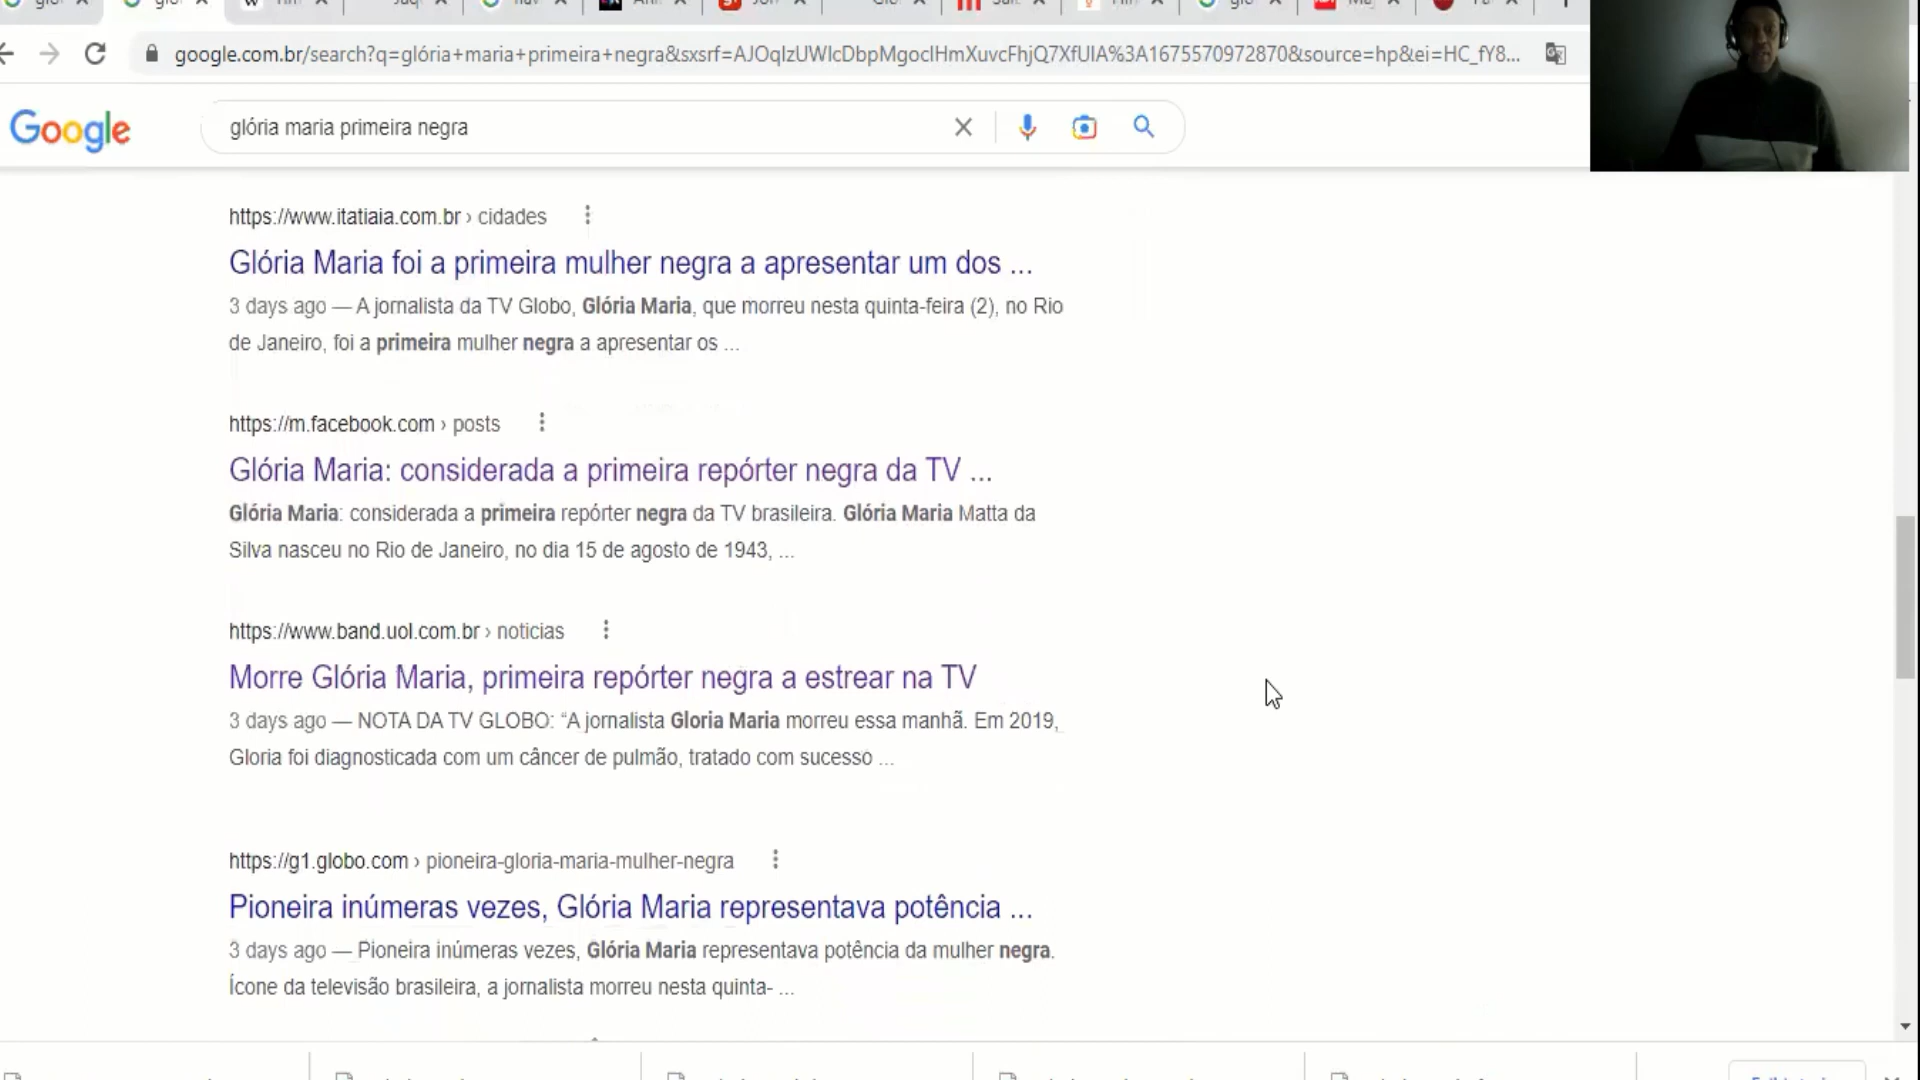 google.com.br/search?q=glória+maria+primeira+negra&sxsrf=AJOqlzUWlcDbpMgoclHmXuvcFhjQ7XfUlA%3A1675570972870&source=hp&ei=HC_fY8...
Google
glória maria primeira negra
https://www.itatiaia.com.br › cidades
Glória Maria foi a primeira mulher negra a apresentar um dos ...
3 days ago — A jornalista da TV Globo, Glória Maria, que morreu nesta quinta-feira (2), no Rio
de Janeiro, foi a primeira mulher negra a apresentar os ...
https://m.facebook.com › posts
Glória Maria: considerada a primeira repórter negra da TV ...
Glória Maria: considerada a primeira repórter negra da TV brasileira. Glória Maria Matta da
Silva nasceu no Rio de Janeiro, no dia 15 de agosto de 1943, ...
https://www.band.uol.com.br › noticias
Morre Glória Maria, primeira repórter negra a estrear na TV
3 days ago — NOTA DA TV GLOBO: “A jornalista Gloria Maria morreu essa manhã. Em 2019,
Gloria foi diagnosticada com um câncer de pulmão, tratado com sucesso ...
https://g1.globo.com › pioneira-gloria-maria-mulher-negra
Pioneira inúmeras vezes, Glória Maria representava potência ...
3 days ago — Pioneira inúmeras vezes, Glória Maria representava potência da mulher negra.
Ícone da televisão brasileira, a jornalista morreu nesta quinta- ...